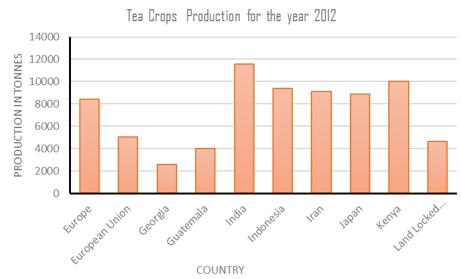 Tea Crops Production for the year 2012
14000
12000
10000
8000
6000
4000
2000
0
PRODUCTION IN TONNES
Europe
European Union
Georgia
Guatemala
India
Indonesia
Iran
Japan
Kenya
Land Locked...
COUNTRY